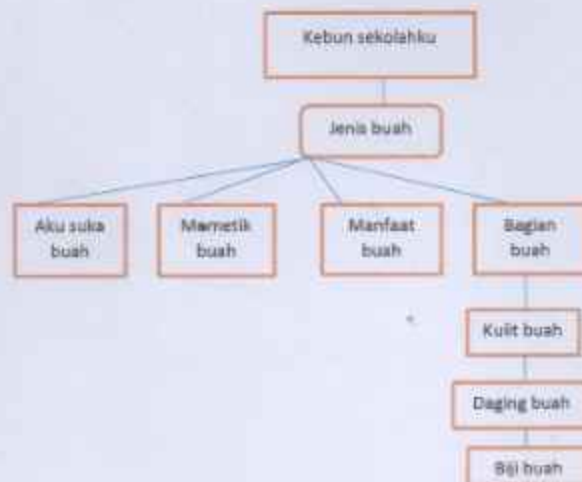 Kebun sekolahku
Jenis buah
Aku suka
buah
Memetik
buah
Manfaat
buah
Bagian
buah
Kulit buah
Daging buah
Biji buah